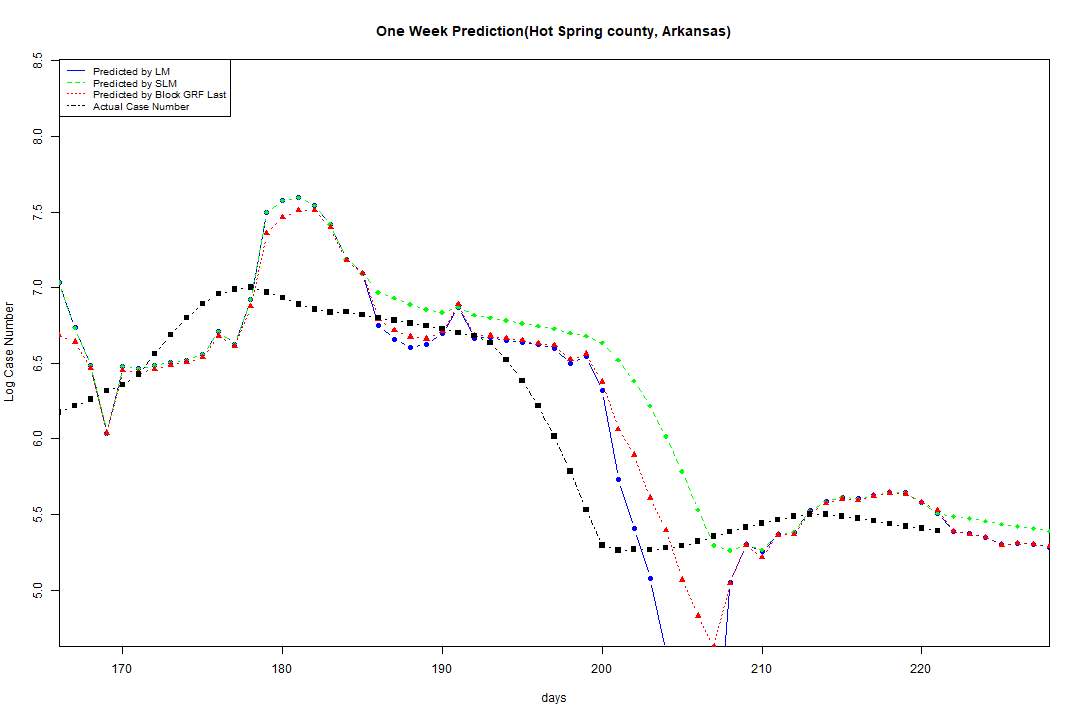 One Week Prediction(Hot Spring county, Arkansas)
8.5
8.0
7.5
7.0
6.5
6.0
5.5
5.0
Log Case Number
Predicted by LM
Predicted by SLM
Predicted by Block GRF Last
Actual Case Number
170 180 190 200 210 220
days